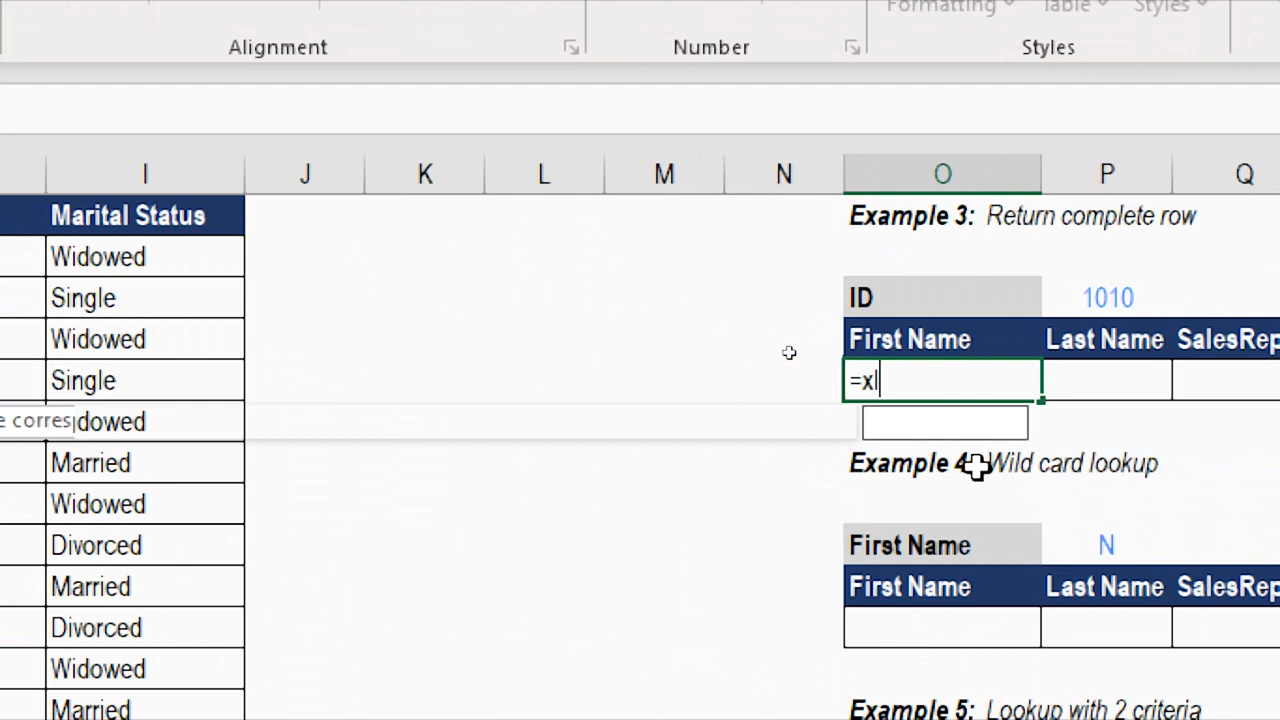 Formatting Table Styles
Alignment Number Styles
I J K L M N O P Q
Marital Status Example 3: Return complete row
Widowed
Single ID 1010
Widowed First Name Last Name SalesRep
Single =xl
e corres dowed
Married Example 4: Wild card lookup
Widowed
Divorced First Name N
Married First Name Last Name SalesRep
Divorced
Widowed
Married Example 5: Lookup with 2 criteria